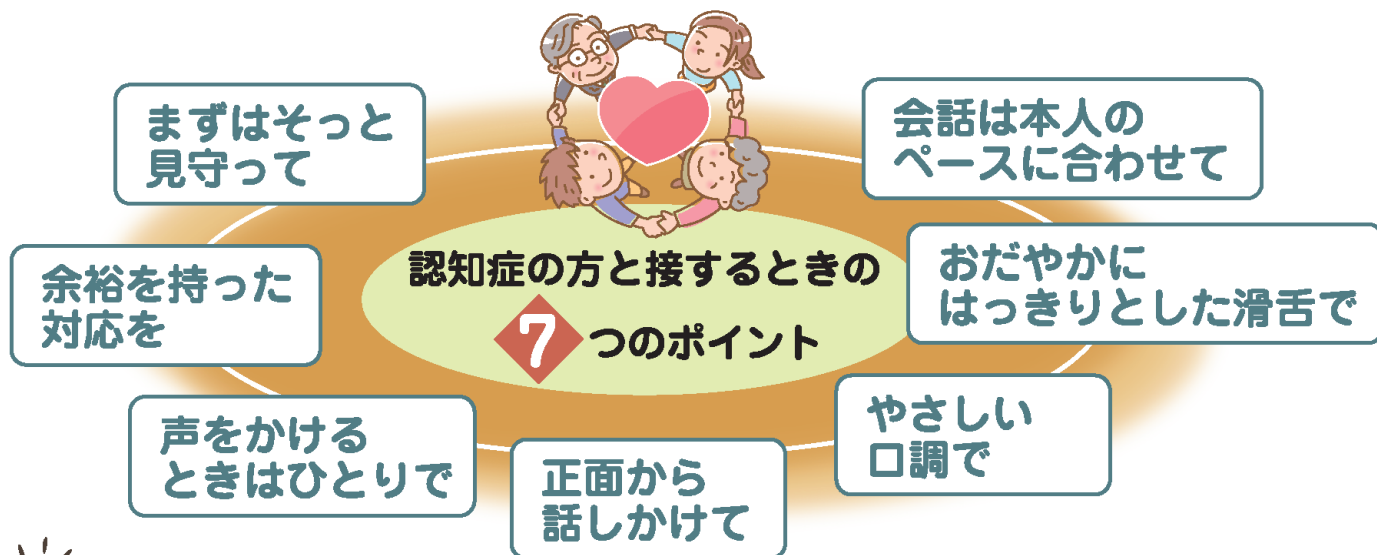 認知症の方と接するときの
7つのポイント
まずはそっと
見守って
余裕を持った
対応を
声をかける
ときはひとりで
正面から
話しかけて
やさしい
口調で
おだやかに
はっきりとした滑舌で
会話は本人の
ペースに合わせて